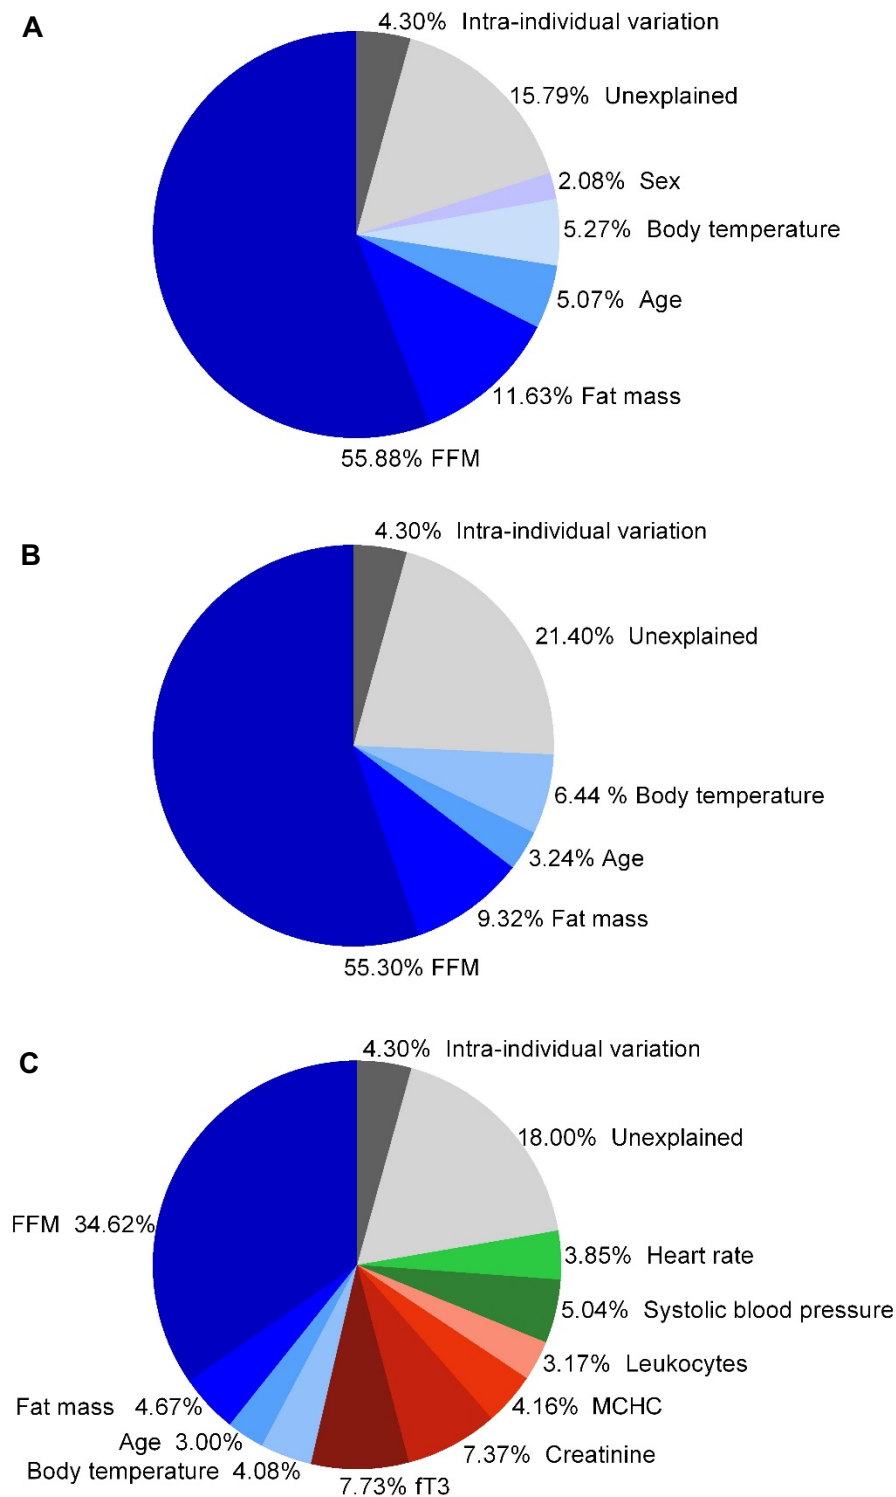 A
4.30% Intra-individual variation
15.79% Unexplained
2.08% Sex
5.27% Body temperature
5.07% Age
11.63% Fat mass
55.88% FFM
B
4.30% Intra-individual variation
21.40% Unexplained
6.44 % Body temperature
3.24% Age
9.32% Fat mass
55.30% FFM
C
4.30% Intra-individual variation
18.00% Unexplained
FFM 34.62%
3.85% Heart rate
5.04% Systolic blood pressure
3.17% Leukocytes
4.16% MCHC
Fat mass 4.67%
Age 3.00%
7.37% Creatinine
Body temperature 4.08%
7.73% fT3